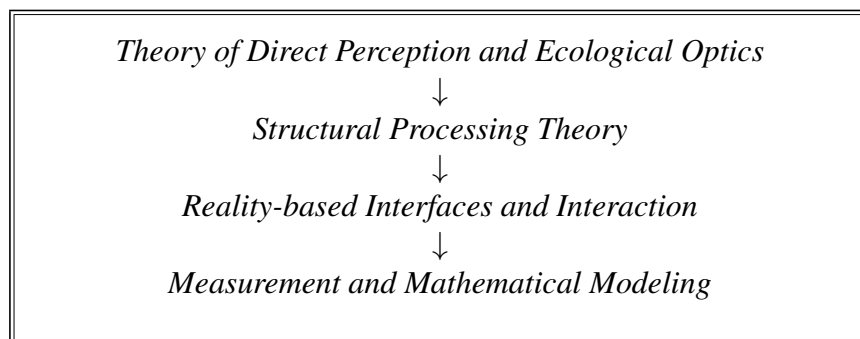 Theory of Direct Perception and Ecological Optics
↓
Structural Processing Theory
↓
Reality-based Interfaces and Interaction
↓
Measurement and Mathematical Modeling